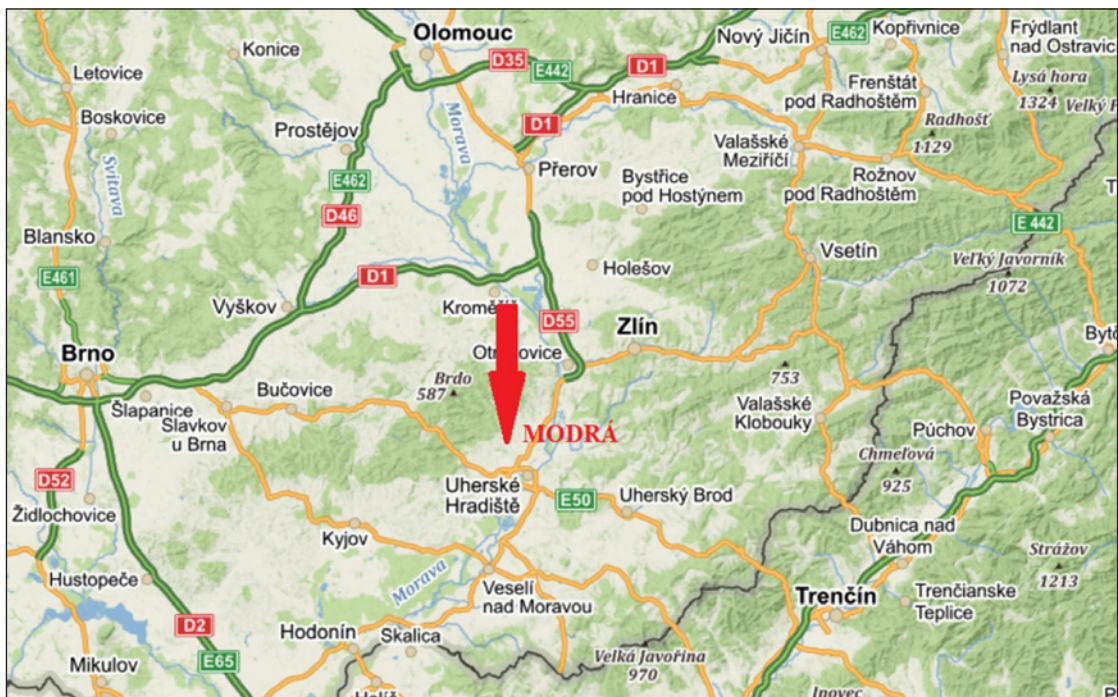 Olomouc
Konice
D35
E442
D1
Nový Jičín
E462
Kopřivnice
Frýdlant
nad Ostravic
Letovice
Hranice
Lysá hora
1324
Velký
Frenštát
pod Radhoštěm
Boskovice
Prostějov
Morava
D1
Radhošť
1129
Svitava
Přerov
Valašské
Meziříčí
E462
Bystřice
pod Hostýnem
Rožnov
pod Radhoštěm
D46
E 442
Blansko
E461
D1
Holešov
Vsetín
Veľký Javorník
1072
Vyškov
Kroměříž
D55
Zlín
Brno
Brdo
587
753
Bučovice
Šlapanice
Slavkov
u Brna
Valašské
Klobouky
Považská
Bystrica
MODRÁ
Púchov
Chmeľová
925
D52
Uherské
Hradiště
E50
Uherský Brod
Židlochovice
Kyjov
Dubnica nad
Váhom
Strážov
1213
Hustopeče
Morava
Veselí
nad Moravou
Trenčín
Trenčianske
Teplice
D2
Hodonín
Skalica
E65
Velká Javořina
970
Mikulov
Holíč
Inovec